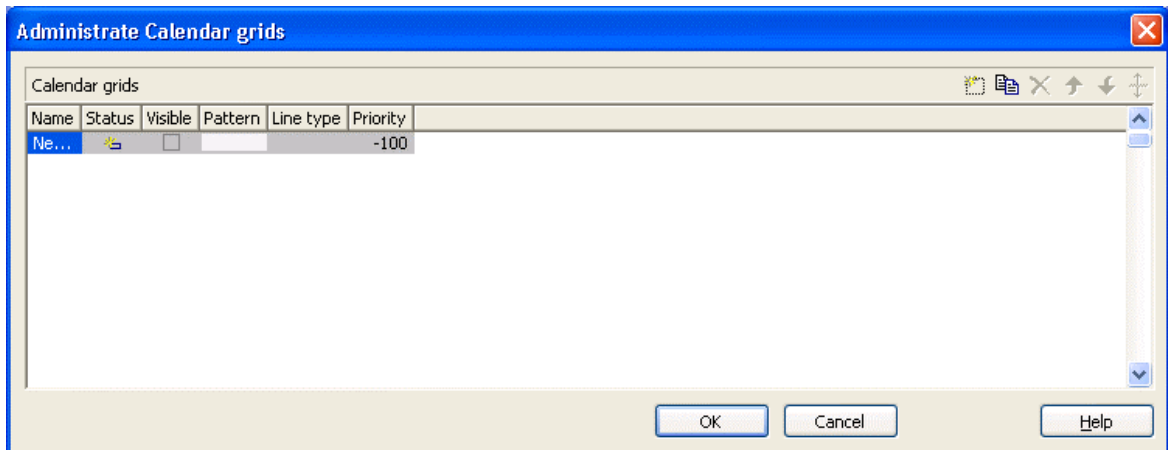 Administrate Calendar grids
Calendar grids
Name Status Visible Pattern Line type Priority
Ne... -100
OK Cancel Help